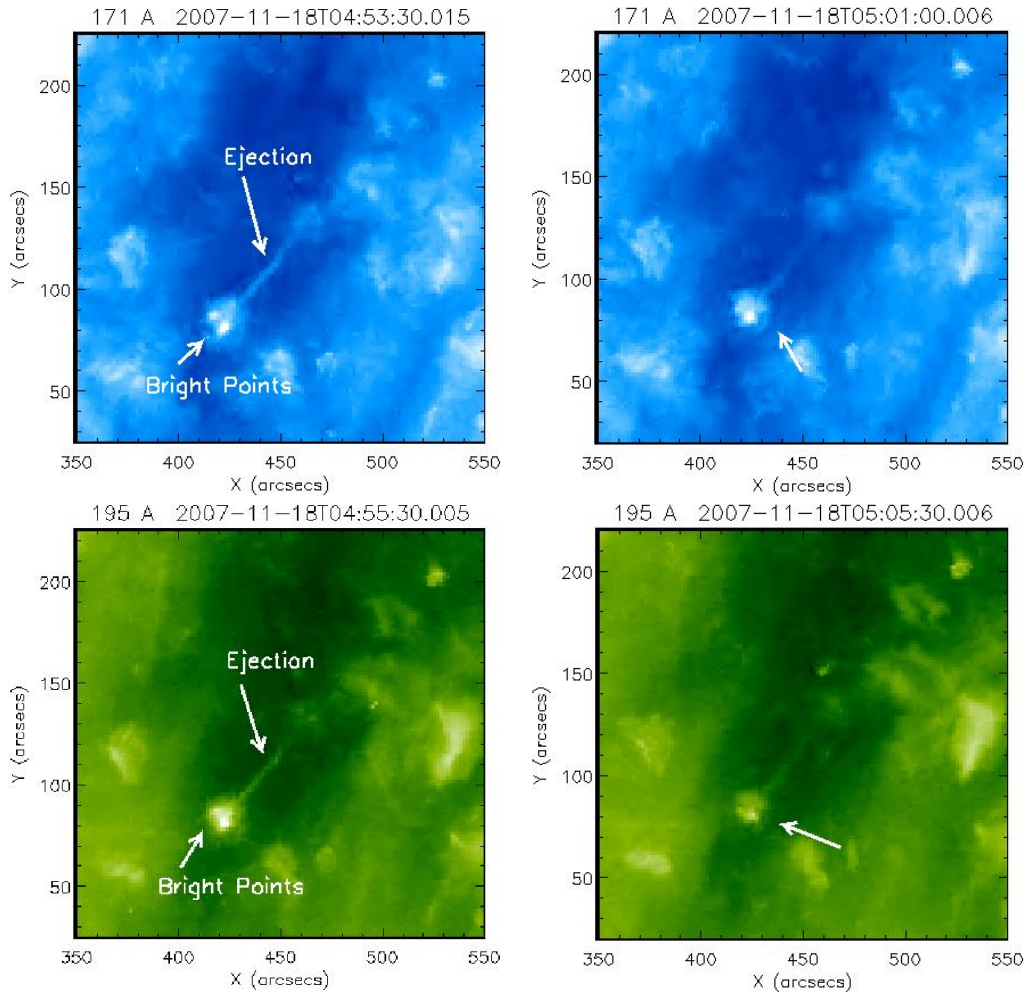 171 A 2007-11-18T04:53:30.015
171 A 2007-11-18T05:01:00.006
200
150
100
50
Y (arcsecs)
Ejection
Bright Points
350 400 450 500 550
X (arcsecs)
200
150
100
50
Y (arcsecs)
350 400 450 500 550
X (arcsecs)
195 A 2007-11-18T04:55:30.005
195 A 2007-11-18T05:05:30.006
200
150
100
50
Y (arcsecs)
Ejection
Bright Points
350 400 450 500 550
X (arcsecs)
200
150
100
50
Y (arcsecs)
350 400 450 500 550
X (arcsecs)